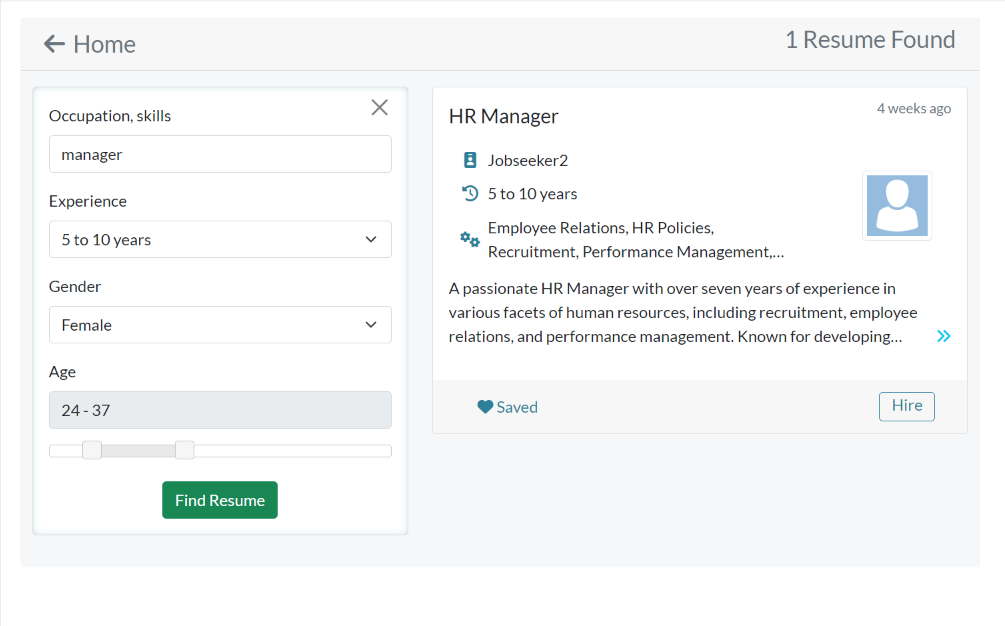 Home
1 Resume Found
Occupation, skills
manager
Experience
5 to 10 years
Gender
Female
Age
24 - 37
Find Resume
HR Manager
4 weeks ago
Jobseeker2
5 to 10 years
Employee Relations, HR Policies,
Recruitment, Performance Management,...
A passionate HR Manager with over seven years of experience in
various facets of human resources, including recruitment, employee
relations, and performance management. Known for developing...
Saved
Hire